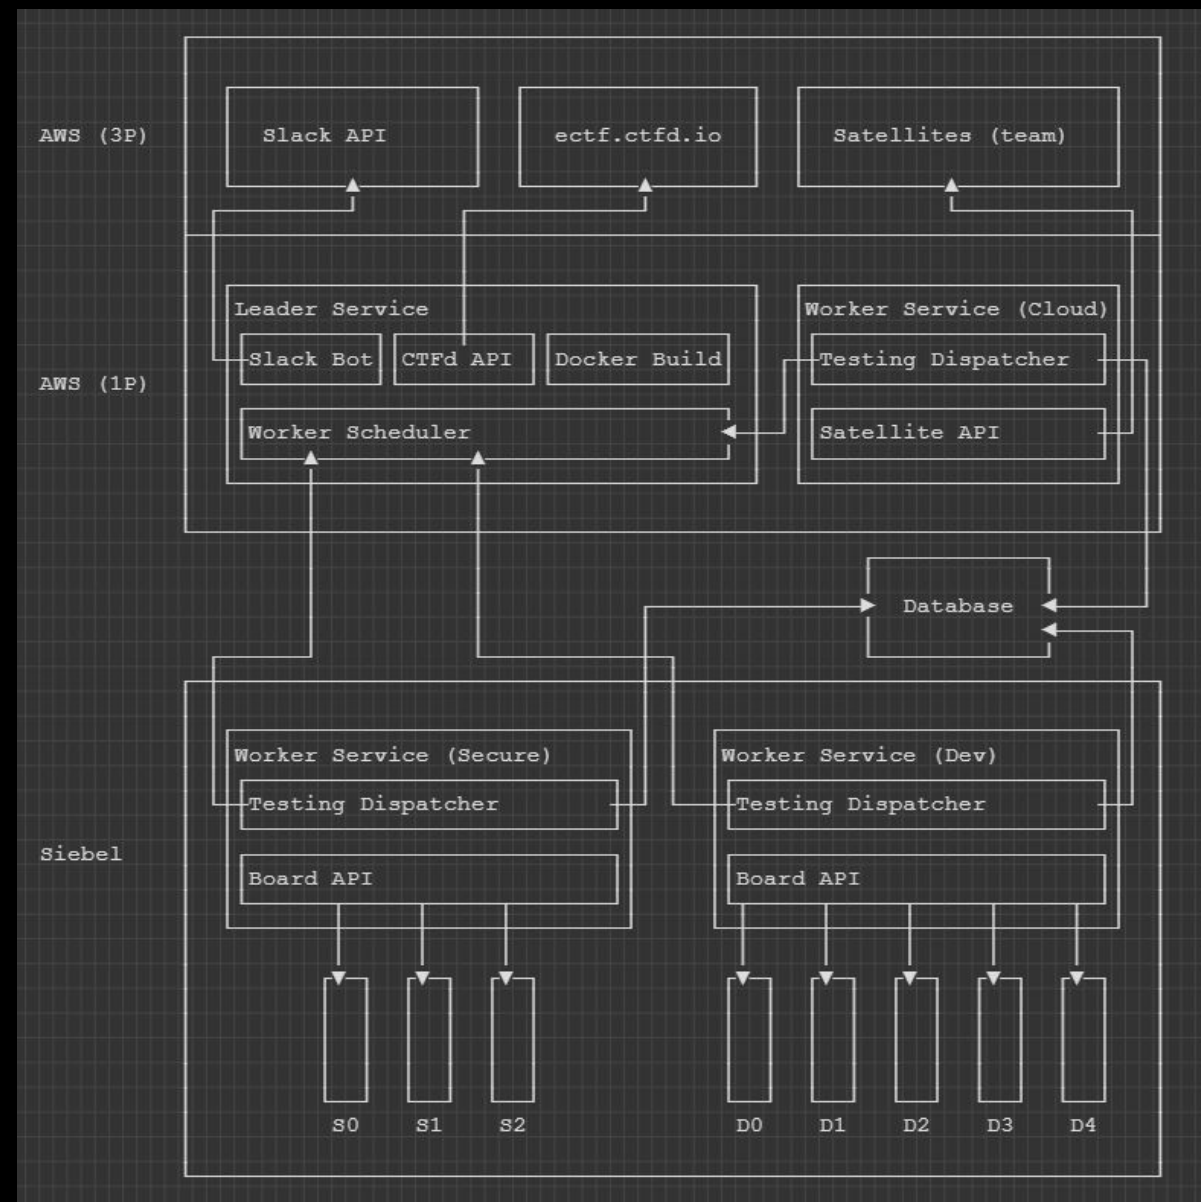 AWS (3P)
Slack API
ectf.ctfd.io
Satellites (team)
AWS (1P)
Leader Service
Slack Bot
CTFd API
Docker Build
Worker Scheduler
Worker Service (Cloud)
Testing Dispatcher
Satellite API
Database
Siebel
Worker Service (Secure)
Testing Dispatcher
Board API
S0
S1
S2
Worker Service (Dev)
Testing Dispatcher
Board API
D0
D1
D2
D3
D4